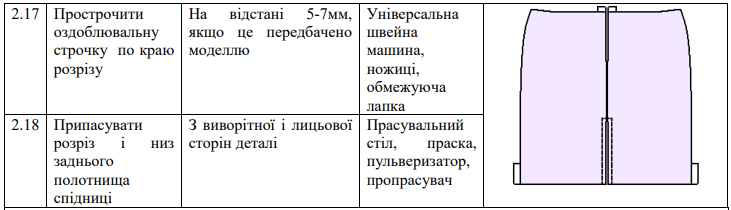 2.17 Прострочити На відстані 5-7мм, Універсальна
оздоблювальну якщо це передбачено швейна
строчку по краю моделлю машина,
розрізу ножиці,
обмежуюча
лапка
2.18 Припасувати З виворітної і лицьової Прасувальний
розріз і низ сторін деталі стіл, праска,
заднього пульверизатор,
полотнища пропрасувач
спідниці